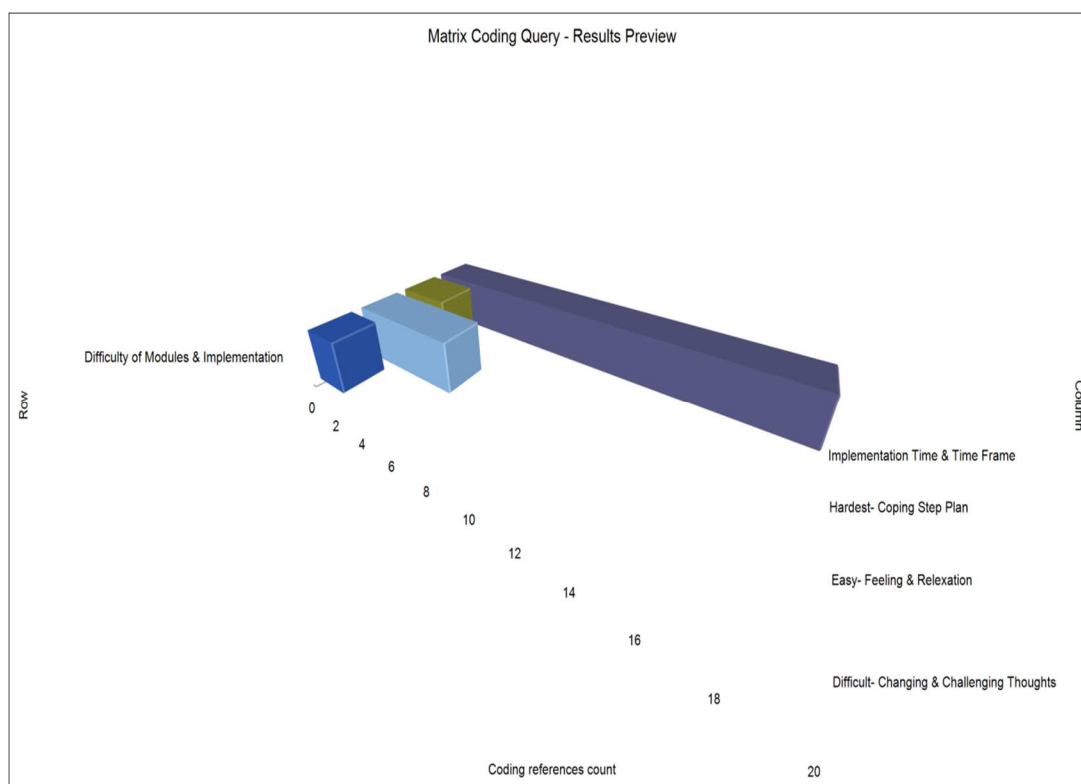 Matrix Coding Query - Results Preview
Difficulty of Modules & Implementation
Row
Column
0
2
4
6
8
10
12
14
16
18
20
Implementation Time & Time Frame
Hardest- Coping Step Plan
Easy- Feeling & Relexation
Difficult- Changing & Challenging Thoughts
Coding references count